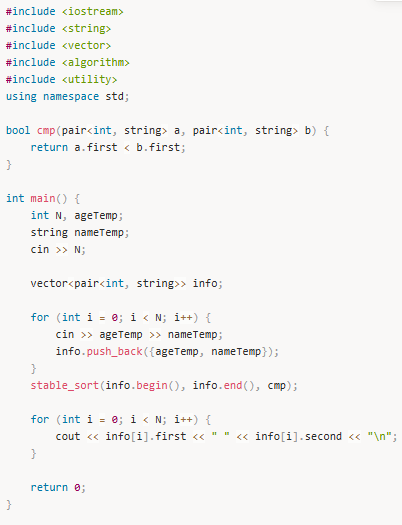 #include <iostream>
#include <string>
#include <vector>
#include <algorithm>
#include <utility>
using namespace std;

bool cmp(pair<int, string> a, pair<int, string> b) {
    return a.first < b.first;
}

int main() {
    int N, ageTemp;
    string nameTemp;
    cin >> N;

    vector<pair<int, string>> info;

    for (int i = 0; i < N; i++) {
        cin >> ageTemp >> nameTemp;
        info.push_back({ageTemp, nameTemp});
    }
    stable_sort(info.begin(), info.end(), cmp);

    for (int i = 0; i < N; i++) {
        cout << info[i].first << " " << info[i].second << "\n";
    }

    return 0;
}